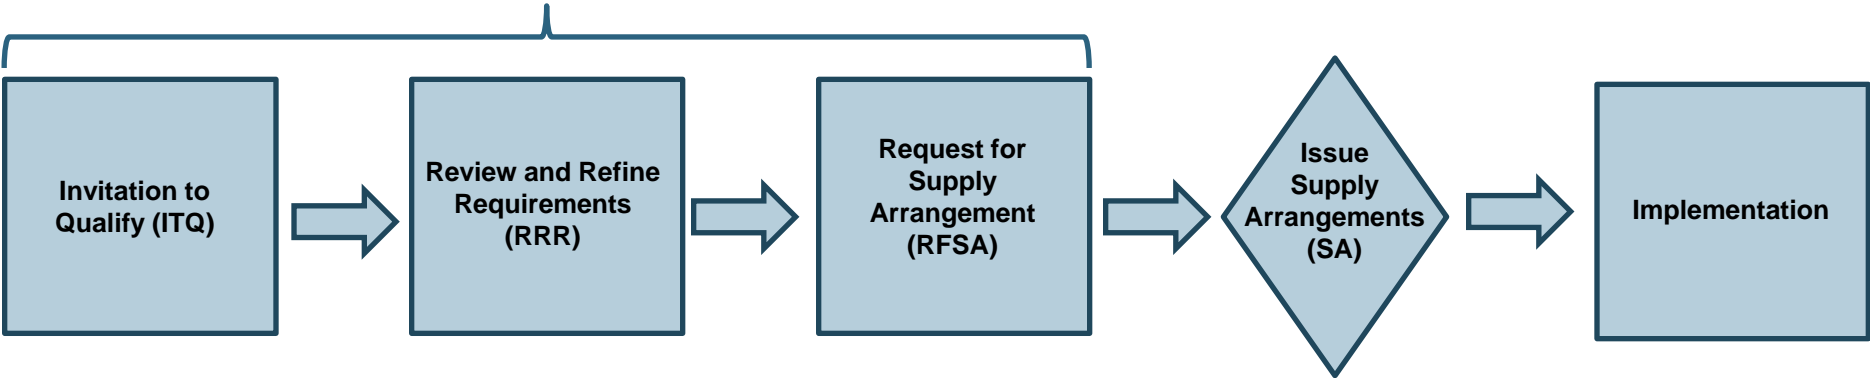 Invitation to
Qualify (ITQ)
Review and Refine
Requirements
(RRR)
Request for
Supply
Arrangement
(RFSA)
Issue
Supply
Arrangements
(SA)
Implementation